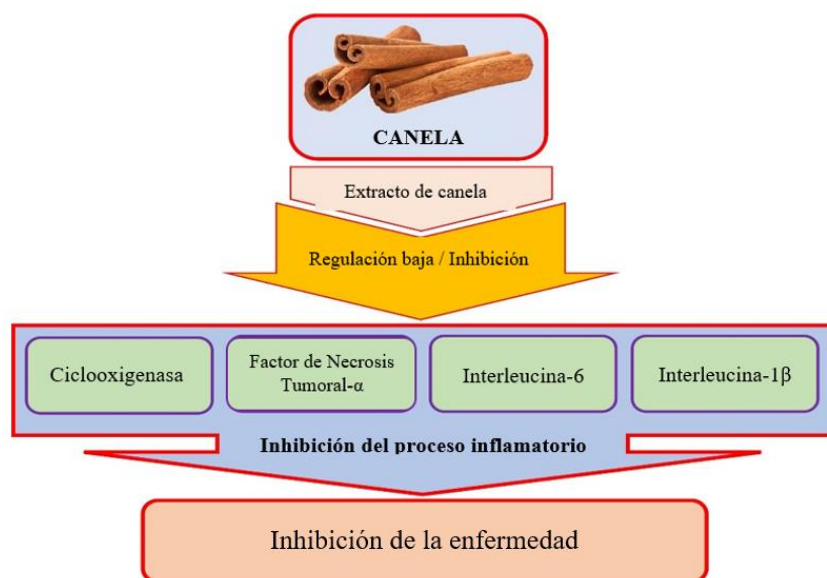 CANELA
Extracto de canela
Regulación baja / Inhibición
Ciclooxigenasa
Factor de Necrosis
Tumoral-α
Interleucina-6
Interleucina-1β
Inhibición del proceso inflamatorio
Inhibición de la enfermedad